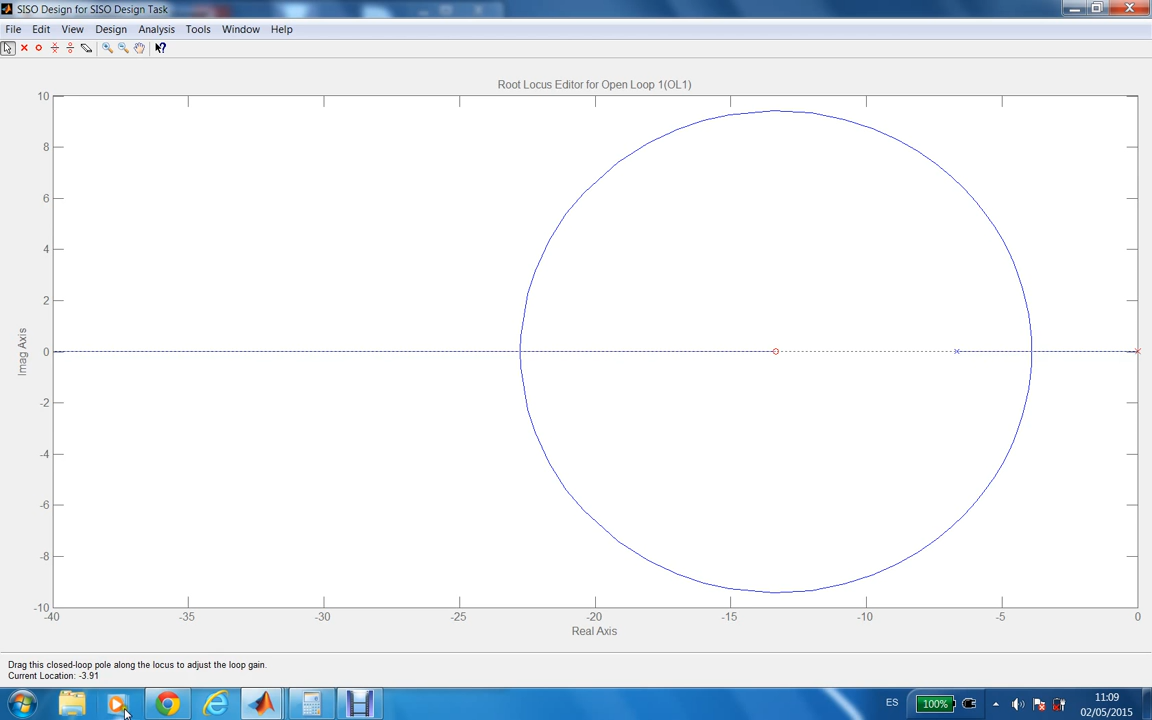 SISO Design for SISO Design Task
File Edit View Design Analysis Tools Window Help
Root Locus Editor for Open Loop 1(OL1)
10
8
6
4
2
0
-2
-4
-6
-8
-10
Imag Axis
-40 -35 -30 -25 -20 -15 -10 -5 0
Real Axis
Drag this closed-loop pole along the locus to adjust the loop gain.
Current Location: -3.91
ES
100%
11:09
02/05/2015